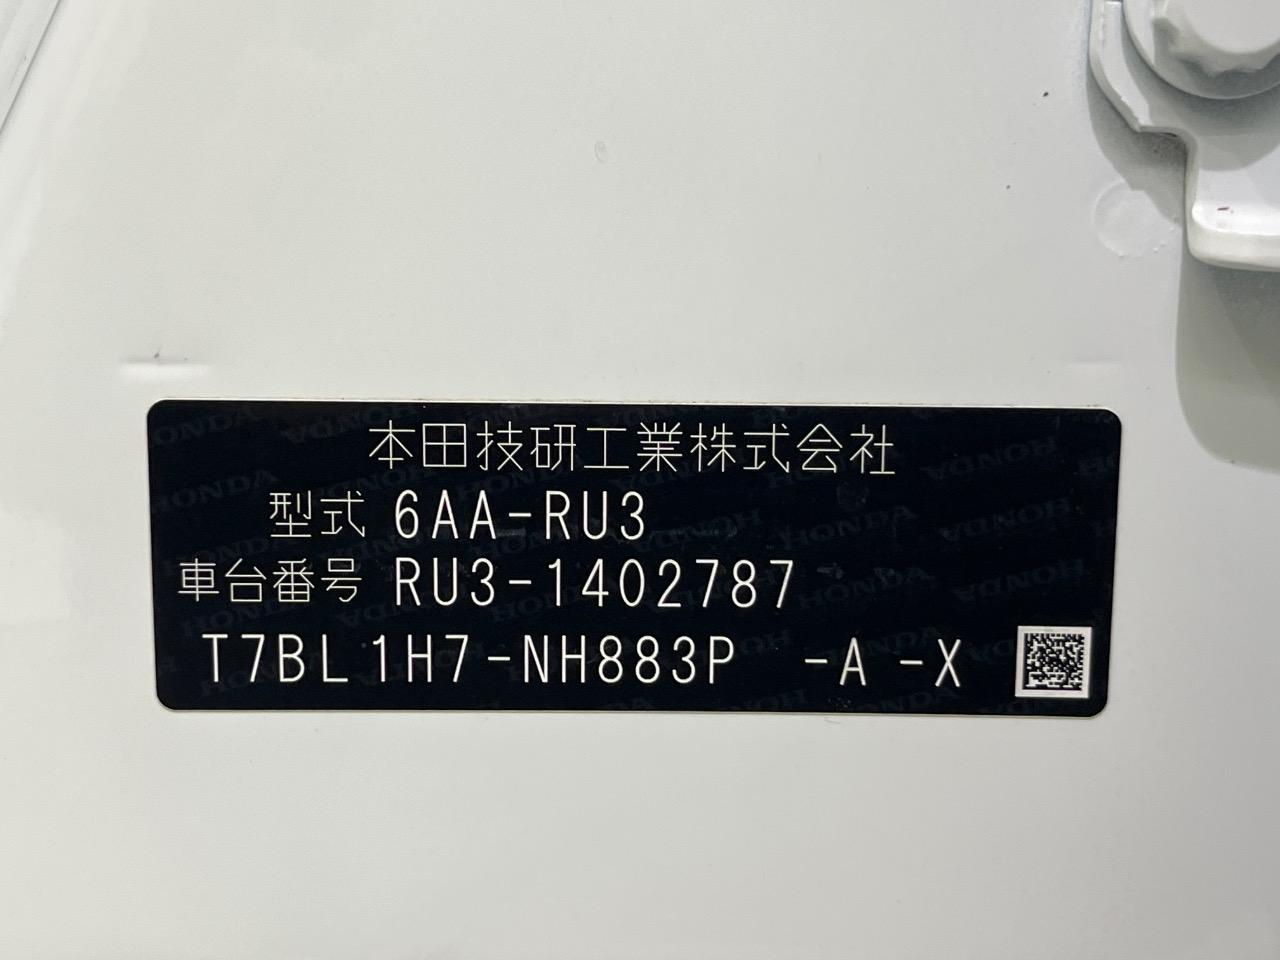 本田技研工業株式会社
型式 6AA-RU3
車台番号 RU3-1402787
T7BL1H7-NH883P -A -X